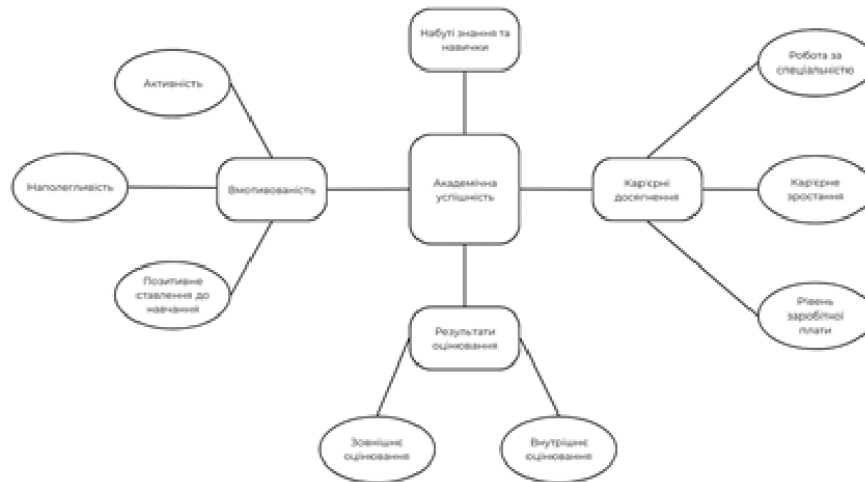 Набуті знання та
навички
Активність
Робота за
спеціальністю
Наполегливість
Вмотивованість
Академічна
успішність
Кар'єрні
досягнення
Кар'єрне
зростання
Позитивне
ставлення до
навчання
Результати
оцінювання
Рівень
заробітної
плати
Зовнішнє
оцінювання
Внутрішнє
оцінювання